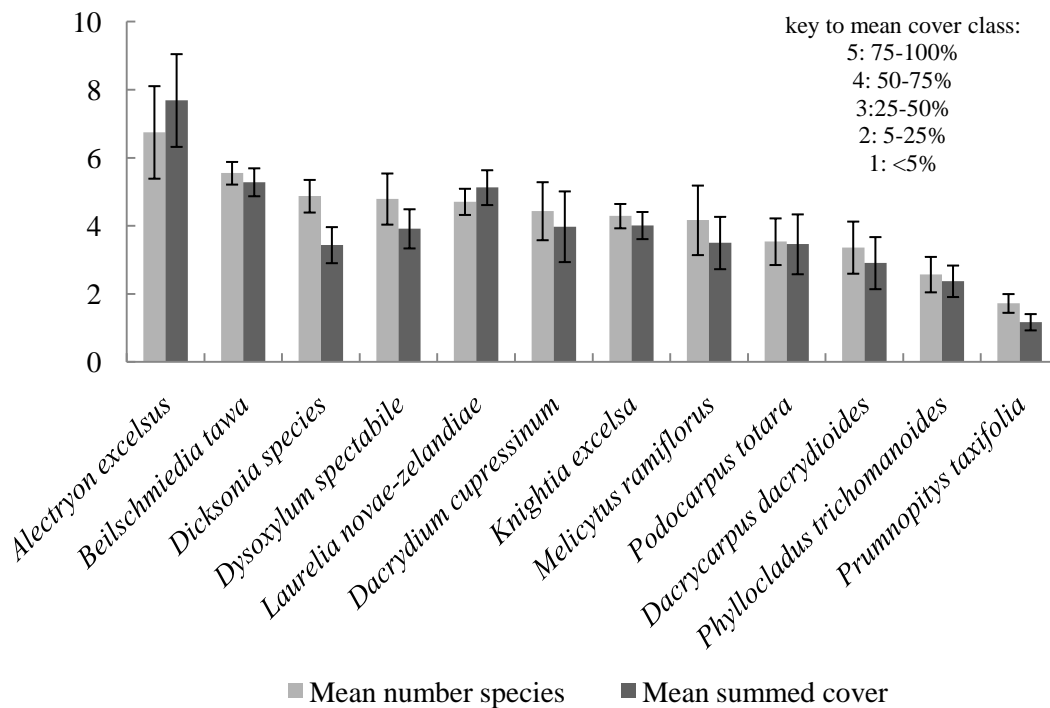 10
8
6
4
2
0
key to mean cover class:
5: 75-100%
4: 50-75%
3:25-50%
2: 5-25%
1: <5%
Alectryon excelsus
Beilschmiedia tawa
Dicksonia species
Dysoxylum spectabile
Laurelia novae-zelandiae
Dacrydium cupressinum
Knightia excelsa
Melicytus ramiflorus
Podocarpus totara
Dacrycarpus dacrydioides
Phyllocladus trichomanoides
Prumnopitys taxifolia
Mean number species
Mean summed cover